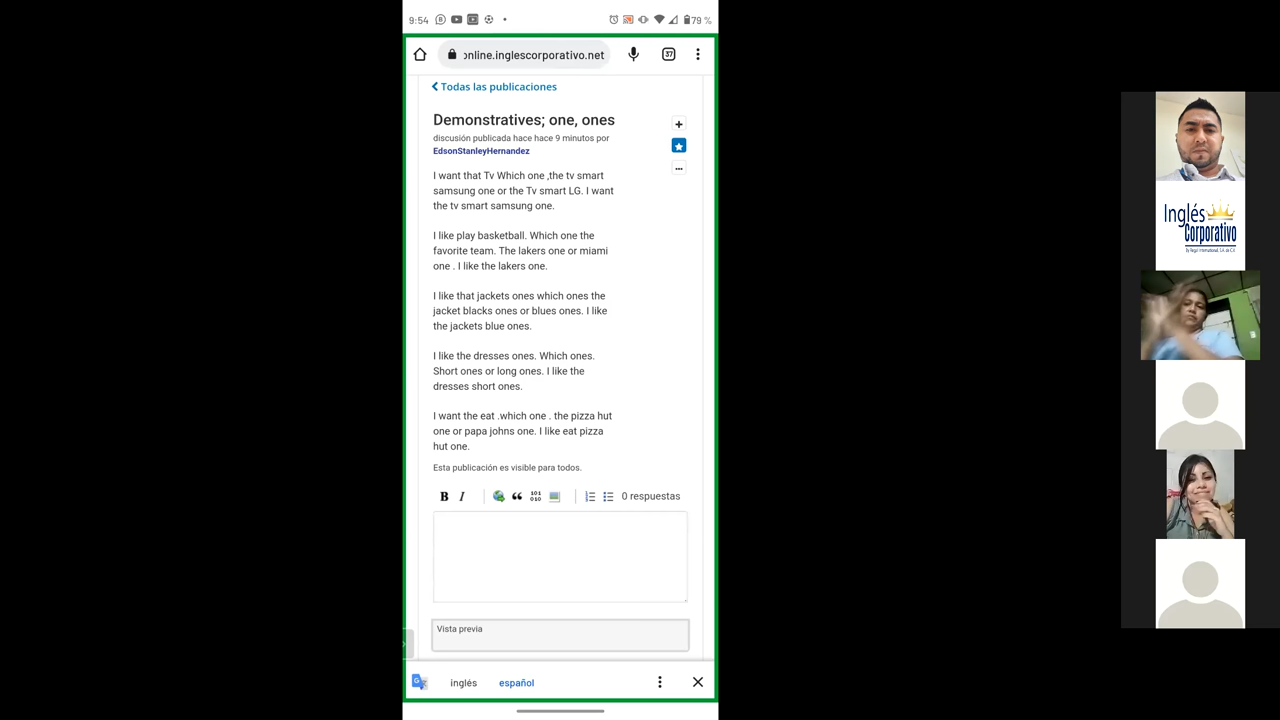 9:54
79 %
online.inglescorporativo.net
37
Todas las publicaciones
Demonstratives; one, ones
discusión publicada hace hace 9 minutos por
EdsonStanleyHernandez
I want that Tv Which one ,the tv smart
samsung one or the Tv smart LG. I want
the tv smart samsung one.
I like play basketball. Which one the
favorite team. The lakers one or miami
one . I like the lakers one.
I like that jackets ones which ones the
jacket blacks ones or blues ones. I like
the jackets blue ones.
I like the dresses ones. Which ones.
Short ones or long ones. I like the
dresses short ones.
I want the eat .which one . the pizza hut
one or papa johns one. I like eat pizza
hut one.
Esta publicación es visible para todos.
B I 101 010 0 respuestas
Vista previa
inglés español
Inglés
Corporativo